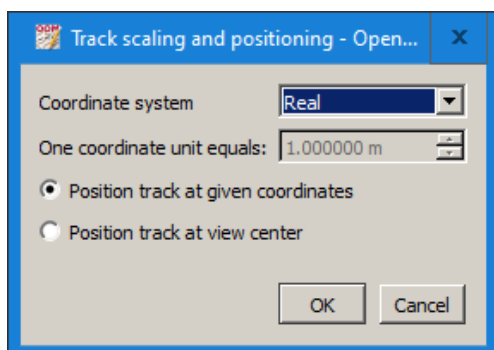 Track scaling and positioning - Open...
Coordinate system Real
One coordinate unit equals: 1.000000 m
Position track at given coordinates
Position track at view center
OK Cancel